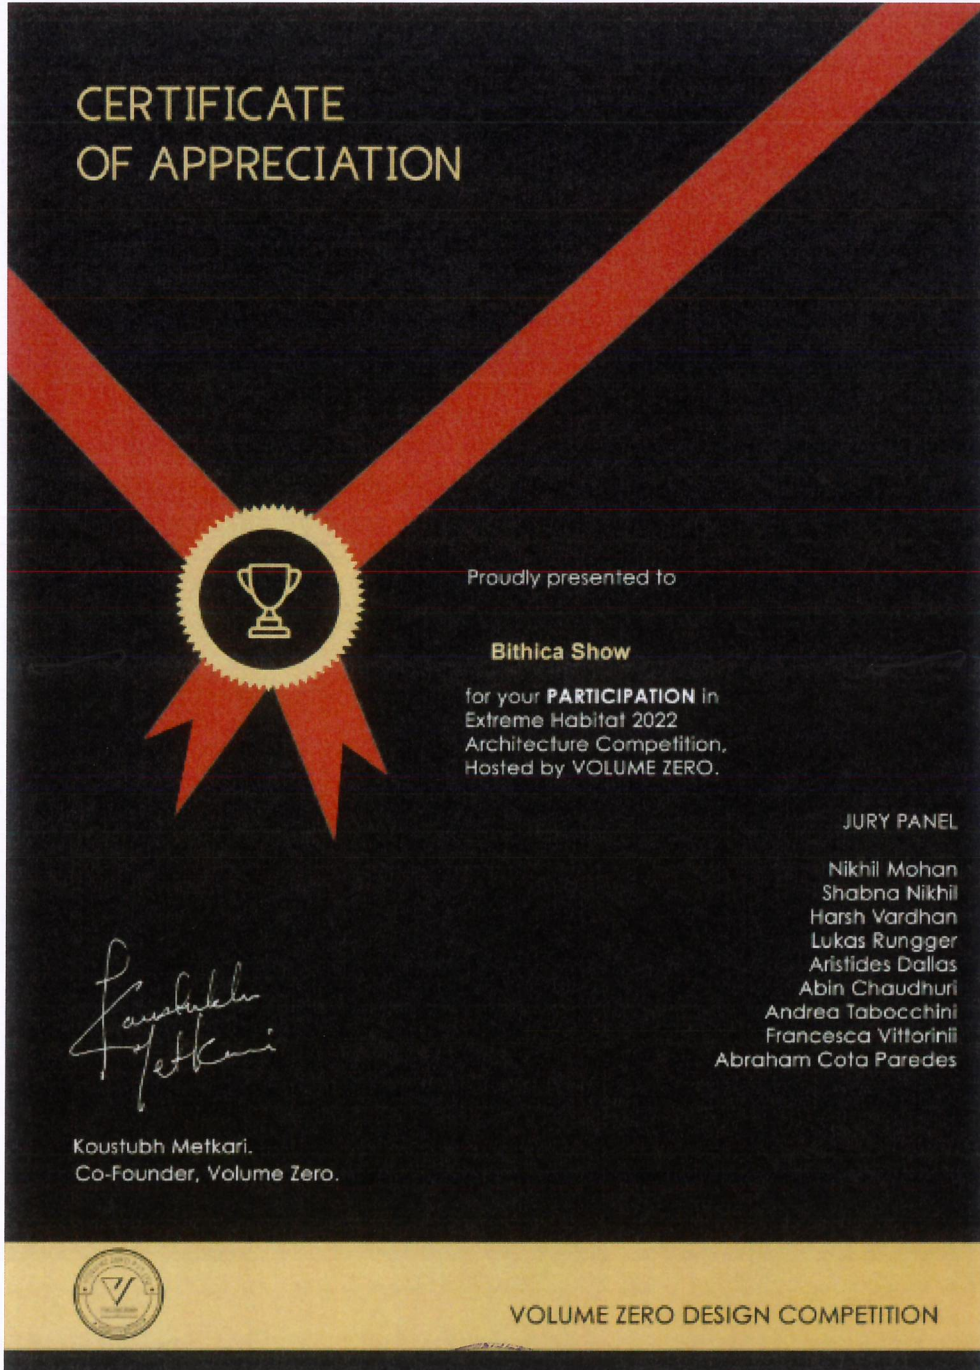 CERTIFICATE
OF APPRECIATION
Proudly presented to
Bithica Show
for your PARTICIPATION in
Extreme Habitat 2022
Architecture Competition,
Hosted by VOLUME ZERO.
JURY PANEL
Nikhil Mohan
Shabna Nikhil
Harsh Vardhan
Lukas Rungger
Aristides Dallas
Abin Chaudhuri
Andrea Tabocchini
Francesca Vittorinii
Abraham Cota Paredes
Koustubh
Metkari
Koustubh Metkari.
Co-Founder, Volume Zero.
VOLUME ZERO DESIGN COMPETITION